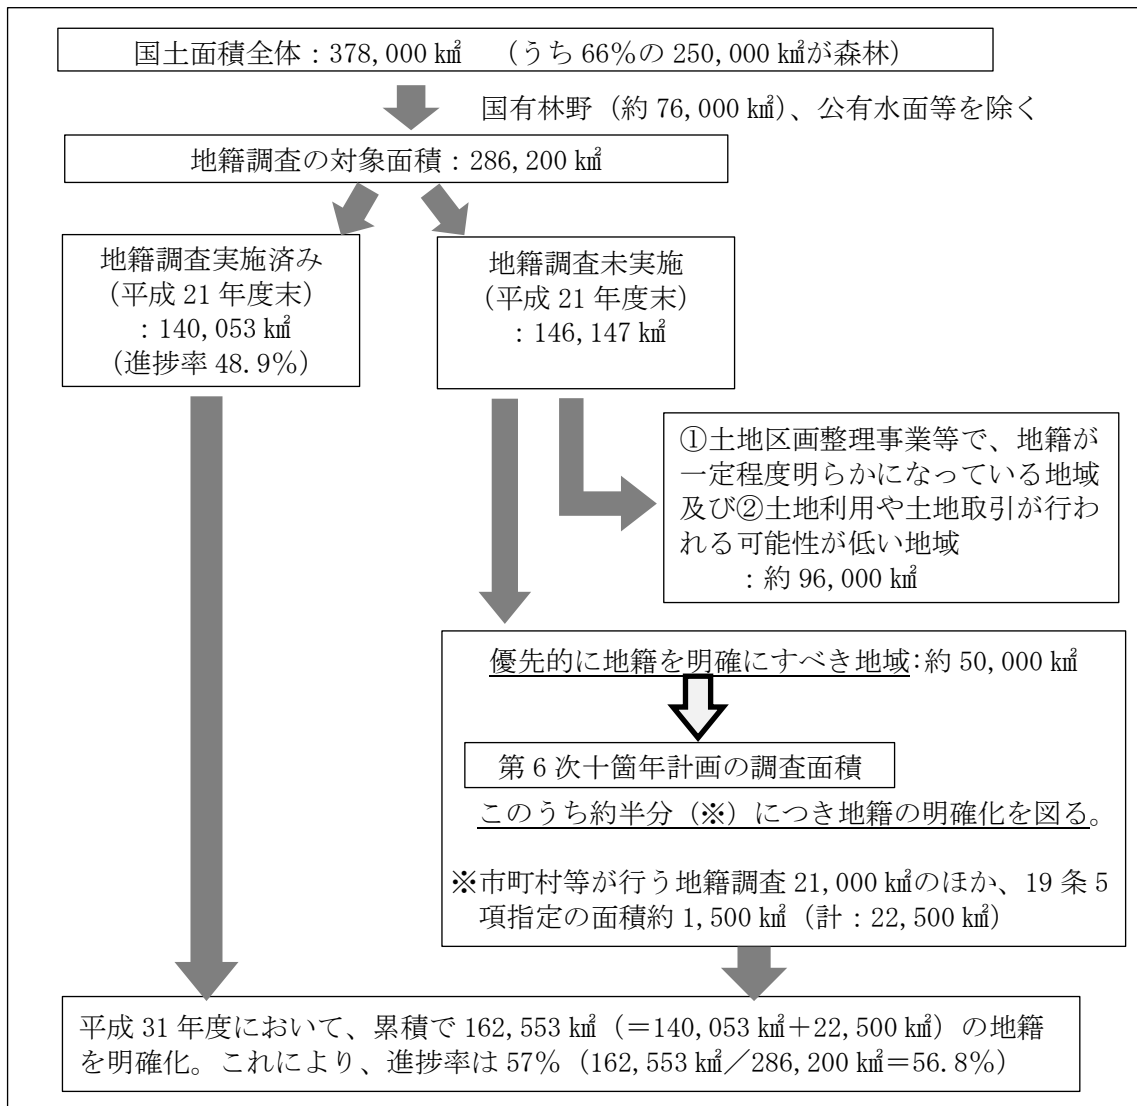 国土面積全体：378,000 ㎢　（うち 66％の 250,000 ㎢が森林）
国有林野（約 76,000 ㎢）、公有水面等を除く
地籍調査の対象面積：286,200 ㎢
地籍調査実施済み
（平成 21 年度末）
：140,053 ㎢
（進捗率 48.9％）
地籍調査未実施
（平成 21 年度末）
：146,147 ㎢
①土地区画整理事業等で、地籍が
一定程度明らかになっている地域
及び②土地利用や土地取引が行わ
れる可能性が低い地域
：約 96,000 ㎢
優先的に地籍を明確にすべき地域：約 50,000 ㎢
第 6 次十箇年計画の調査面積
このうち約半分（※）につき地籍の明確化を図る。
※市町村等が行う地籍調査 21,000 ㎢のほか、19 条 5
項指定の面積約 1,500 ㎢（計：22,500 ㎢）
平成 31 年度において、累積で 162,553 ㎢（＝140,053 ㎢＋22,500 ㎢）の地籍
を明確化。これにより、進捗率は 57％（162,553 ㎢／286,200 ㎢＝56.8％）